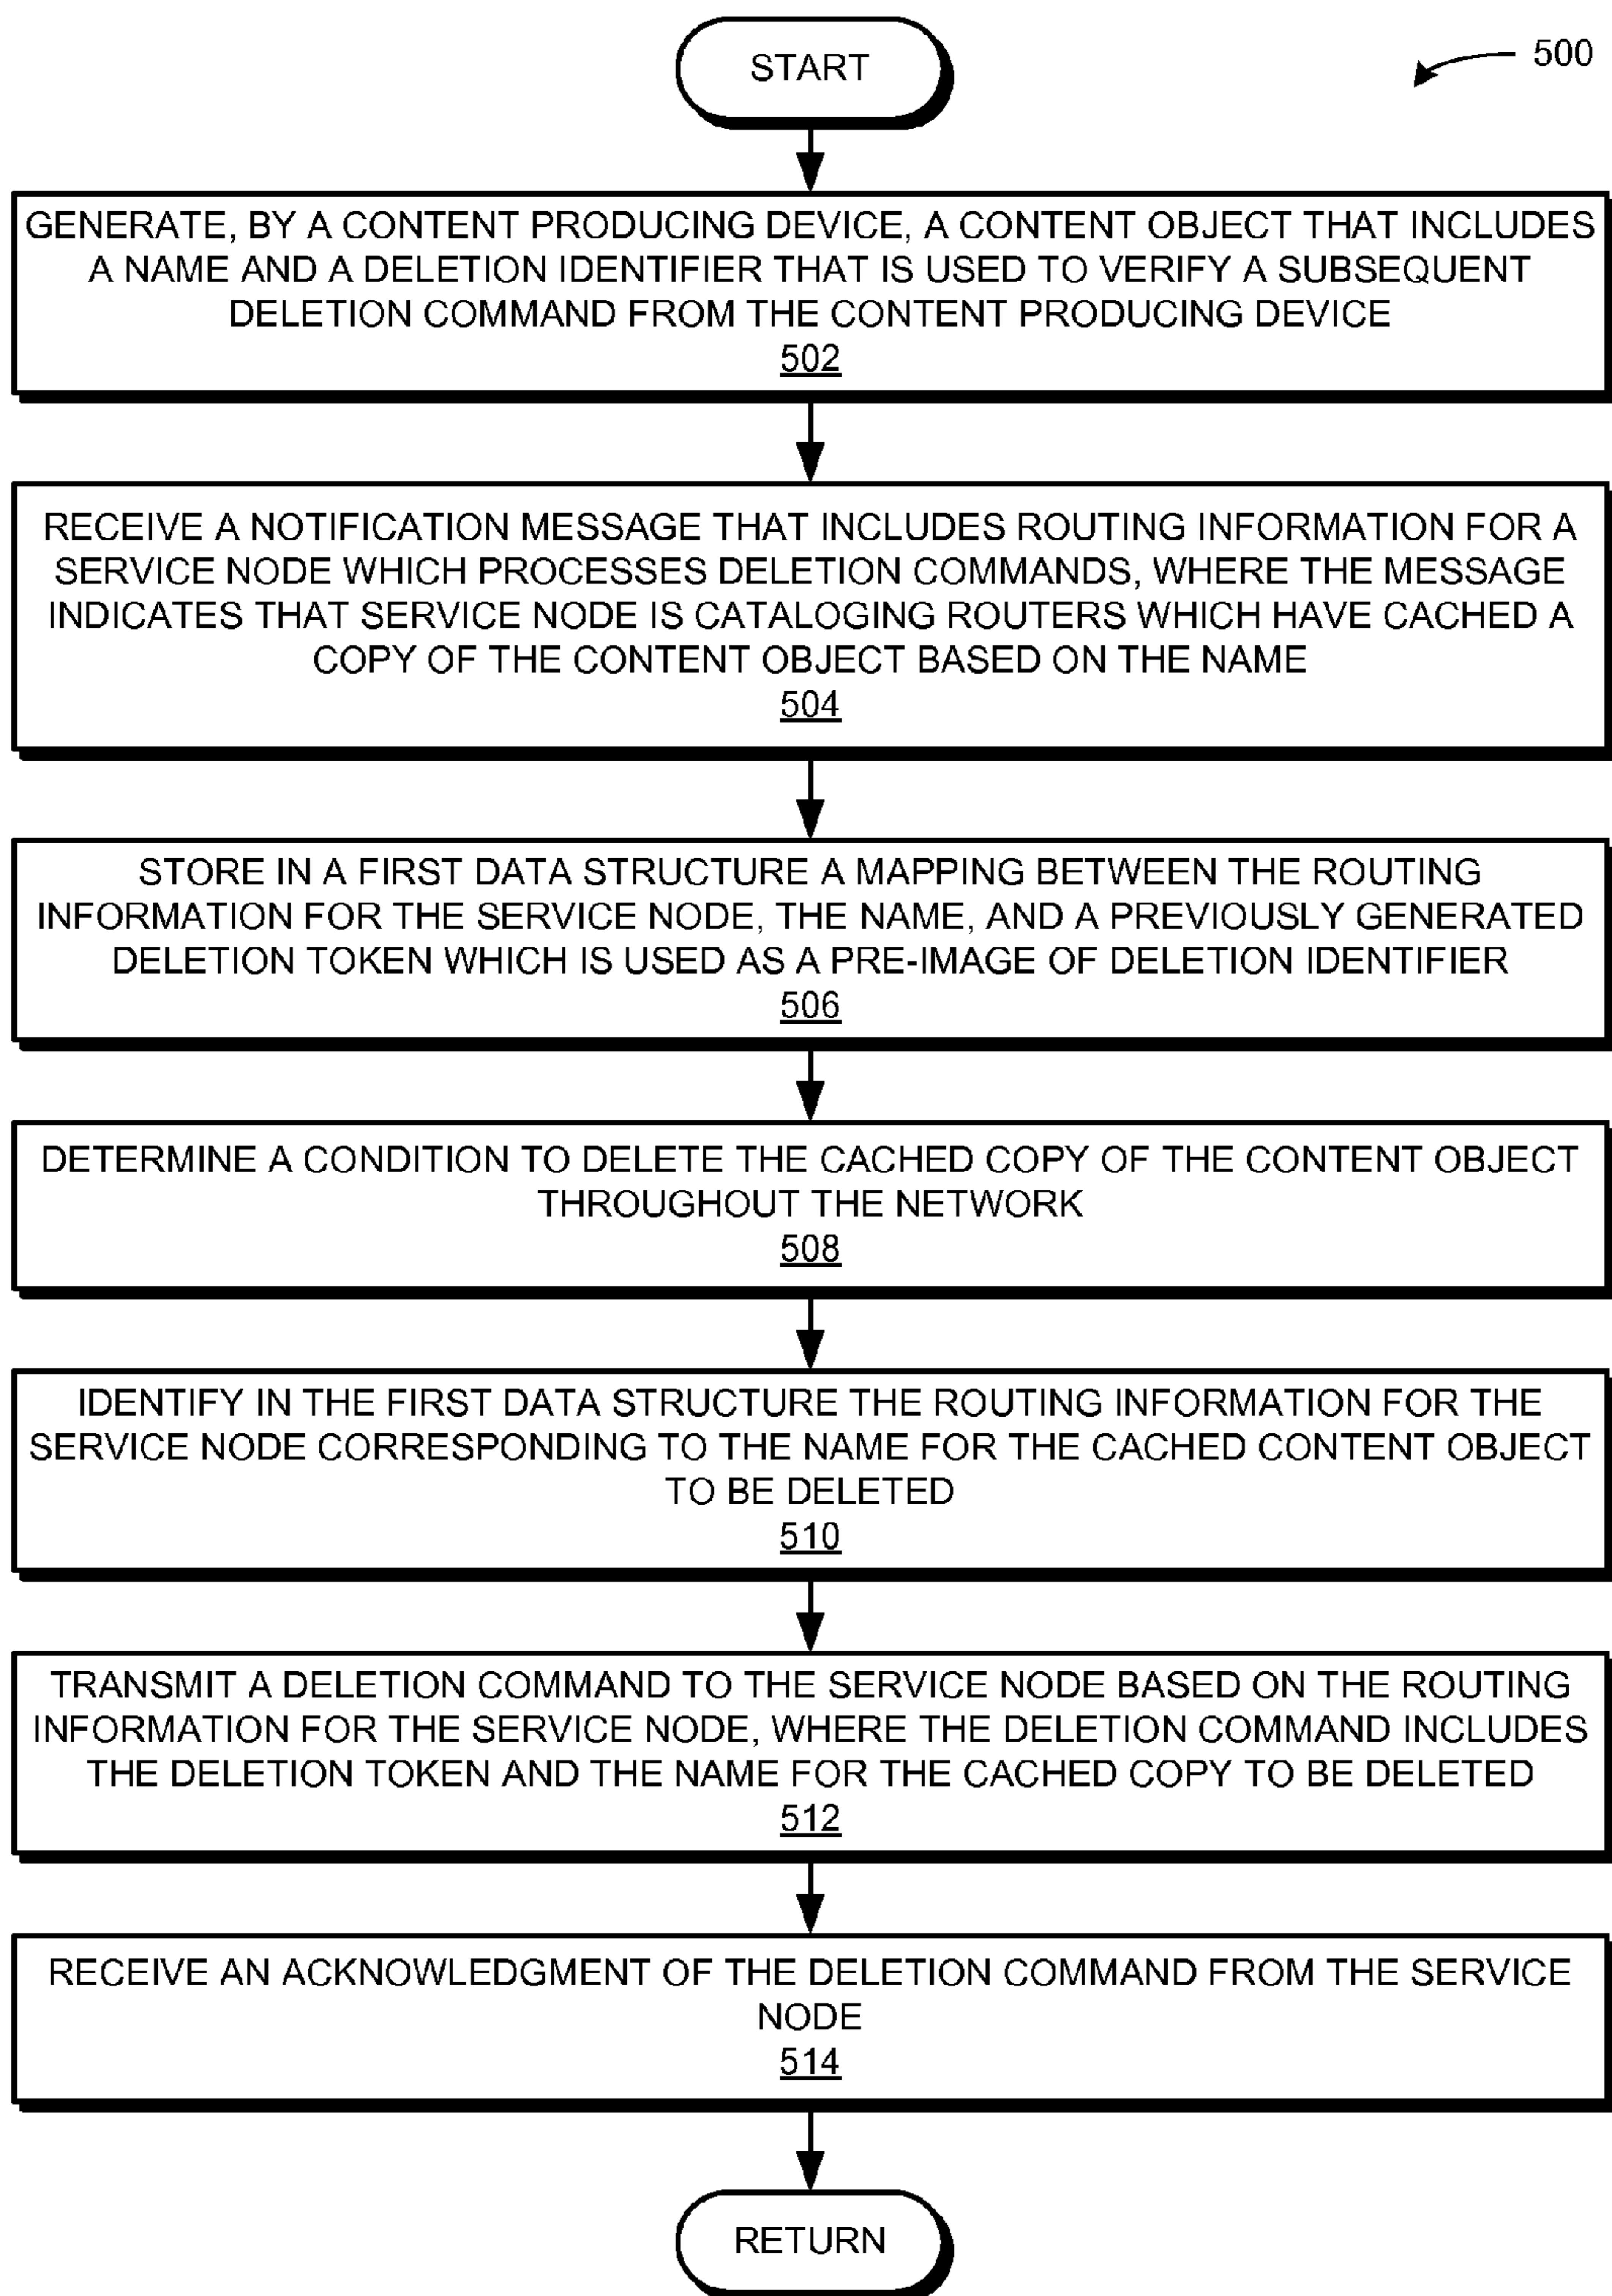 START
500
GENERATE, BY A CONTENT PRODUCING DEVICE, A CONTENT OBJECT THAT INCLUDES
A NAME AND A DELETION IDENTIFIER THAT IS USED TO VERIFY A SUBSEQUENT
DELETION COMMAND FROM THE CONTENT PRODUCING DEVICE
502
RECEIVE A NOTIFICATION MESSAGE THAT INCLUDES ROUTING INFORMATION FOR A
SERVICE NODE WHICH PROCESSES DELETION COMMANDS, WHERE THE MESSAGE
INDICATES THAT SERVICE NODE IS CATALOGING ROUTERS WHICH HAVE CACHED A
COPY OF THE CONTENT OBJECT BASED ON THE NAME
504
STORE IN A FIRST DATA STRUCTURE A MAPPING BETWEEN THE ROUTING
INFORMATION FOR THE SERVICE NODE, THE NAME, AND A PREVIOUSLY GENERATED
DELETION TOKEN WHICH IS USED AS A PRE-IMAGE OF DELETION IDENTIFIER
506
DETERMINE A CONDITION TO DELETE THE CACHED COPY OF THE CONTENT OBJECT
THROUGHOUT THE NETWORK
508
IDENTIFY IN THE FIRST DATA STRUCTURE THE ROUTING INFORMATION FOR THE
SERVICE NODE CORRESPONDING TO THE NAME FOR THE CACHED CONTENT OBJECT
TO BE DELETED
510
TRANSMIT A DELETION COMMAND TO THE SERVICE NODE BASED ON THE ROUTING
INFORMATION FOR THE SERVICE NODE, WHERE THE DELETION COMMAND INCLUDES
THE DELETION TOKEN AND THE NAME FOR THE CACHED COPY TO BE DELETED
512
RECEIVE AN ACKNOWLEDGMENT OF THE DELETION COMMAND FROM THE SERVICE
NODE
514
RETURN